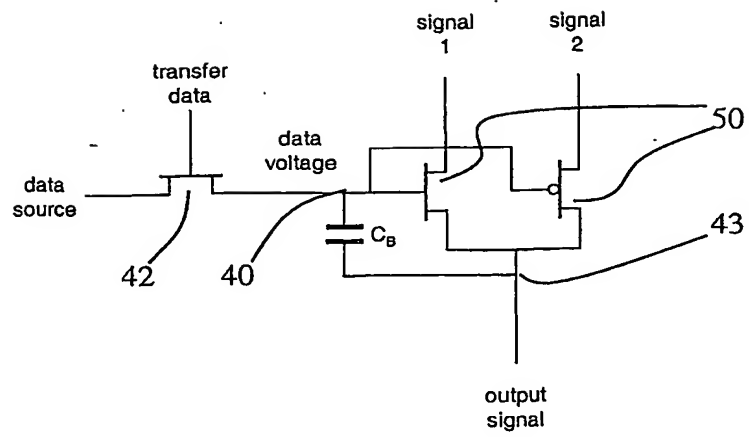 signal
1
signal
2
transfer
data
50
data
voltage
data
source
C_B
43
42
40
output
signal